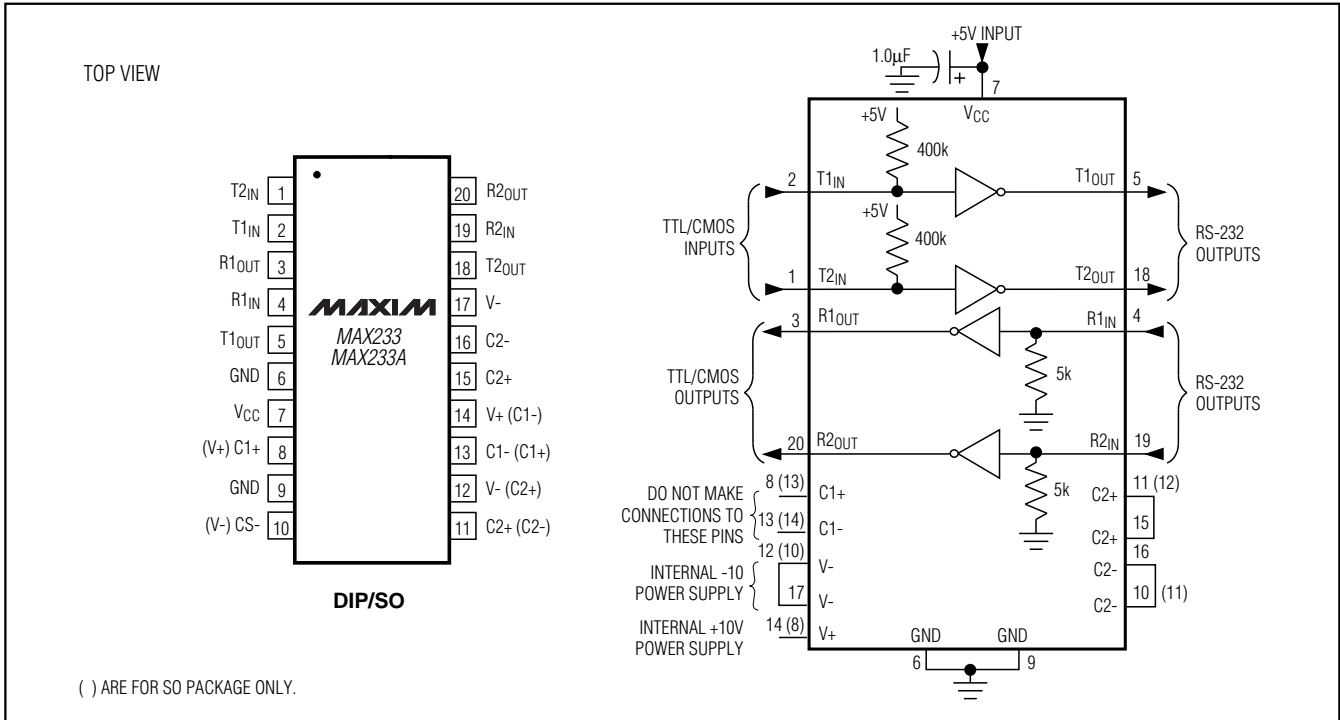 TOP VIEW
T2IN 1
T1IN 2
R1OUT 3
R1IN 4
T1OUT 5
GND 6
VCC 7
(V+) C1+ 8
GND 9
(V-) CS- 10
MAXIM
MAX233
MAX233A
20 R2OUT
19 R2IN
18 T2OUT
17 V-
16 C2-
15 C2+
14 V+ (C1-)
13 C1- (C1+)
12 V- (C2+)
11 C2+ (C2-)
DIP/SO
( ) ARE FOR SO PACKAGE ONLY.
+5V INPUT
1.0μF
+
7
VCC
+5V
400k
2 T1IN
T1OUT 5
+5V
400k
TTL/CMOS
INPUTS
RS-232
OUTPUTS
1 T2IN
T2OUT 18
3 R1OUT
R1IN 4
5k
TTL/CMOS
OUTPUTS
RS-232
OUTPUTS
20 R2OUT
R2IN 19
5k
DO NOT MAKE
CONNECTIONS TO
THESE PINS
8 (13) C1+
13 (14) C1-
INTERNAL -10
POWER SUPPLY
12 (10) V-
17 V-
INTERNAL +10V
POWER SUPPLY
14 (8) V+
C2+ 11 (12)
C2+ 15
C2- 16
C2- 10 (11)
GND GND
6 9